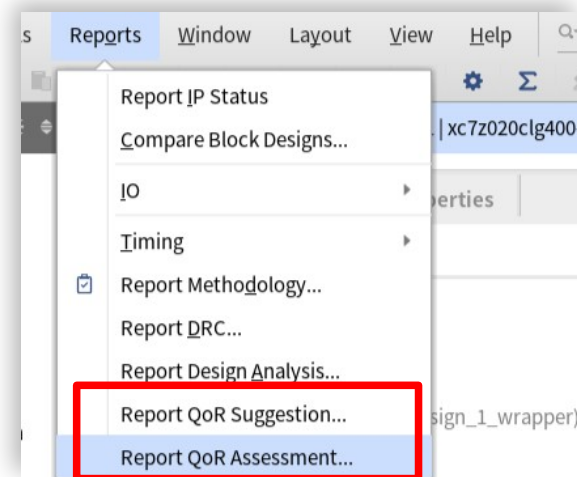 s Reports Window Layout View Help
Report IP Status
Compare Block Designs...
| xc7z020clg400
IO
perties
Timing
Report Methodology...
Report DRC...
Report Design Analysis...
Report QoR Suggestion...
sign_1_wrapper)
Report QoR Assessment...